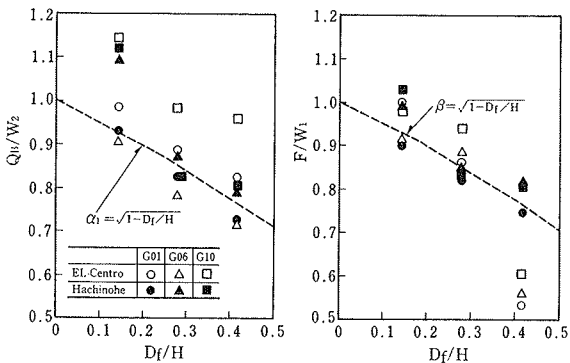 1.2
1.1
1.0
0.9
0.8
0.7
0.6
0.5
QB/W2
α1=√1-Df/H
G01 G06 G10
EL-Centro
Hachinohe
0 0.1 0.2 0.3 0.4 0.5
Df/H
1.2
1.1
1.0
0.9
0.8
0.7
0.6
0.5
F/W1
β=√1-Df/H
0 0.1 0.2 0.3 0.4 0.5
Df/H